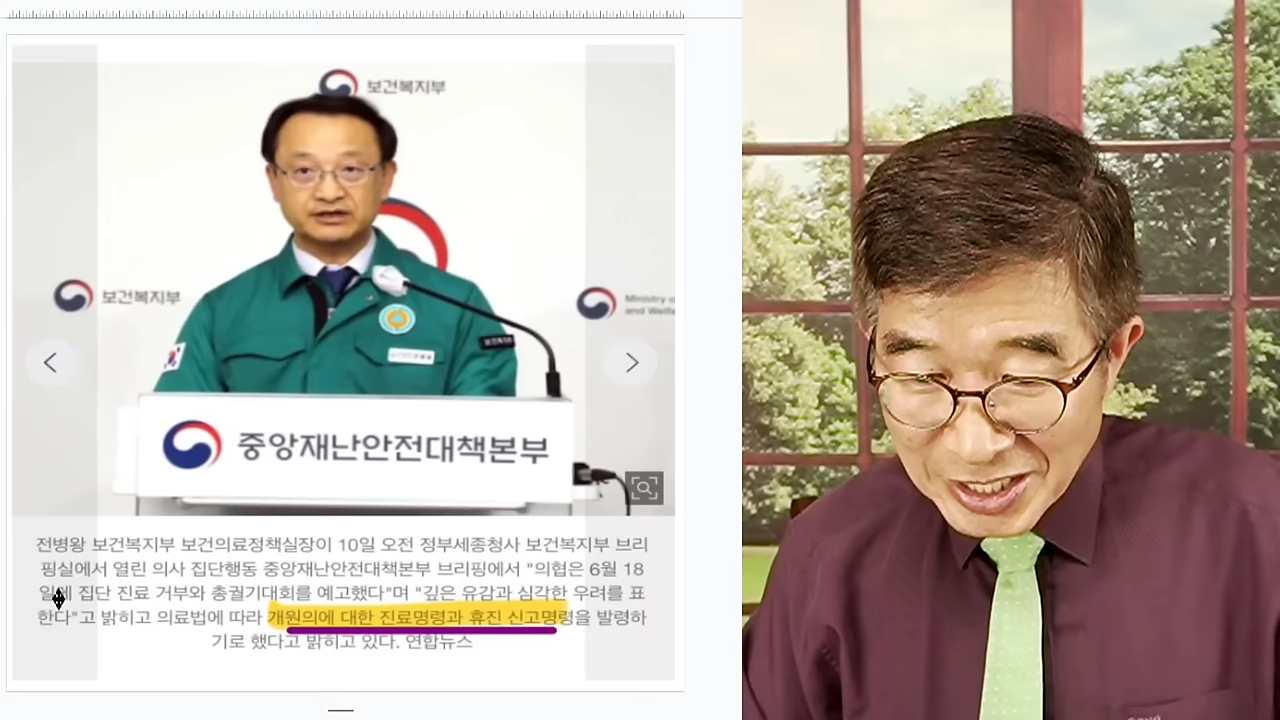 보건복지부
보건복지부
Ministry o
and Welfa
중앙재난안전대책본부
전병왕 보건복지부 보건의료정책실장이 10일 오전 정부세종청사 보건복지부 브리
핑실에서 열린 의사 집단행동 중앙재난안전대책본부 브리핑에서 "의협은 6월 18
일에 집단 진료 거부와 총궐기대회를 예고했다"며 "깊은 유감과 심각한 우려를 표
한다"고 밝히고 의료법에 따라 개원의에 대한 진료명령과 휴진 신고명령을 발령하
기로 했다고 밝히고 있다. 연합뉴스